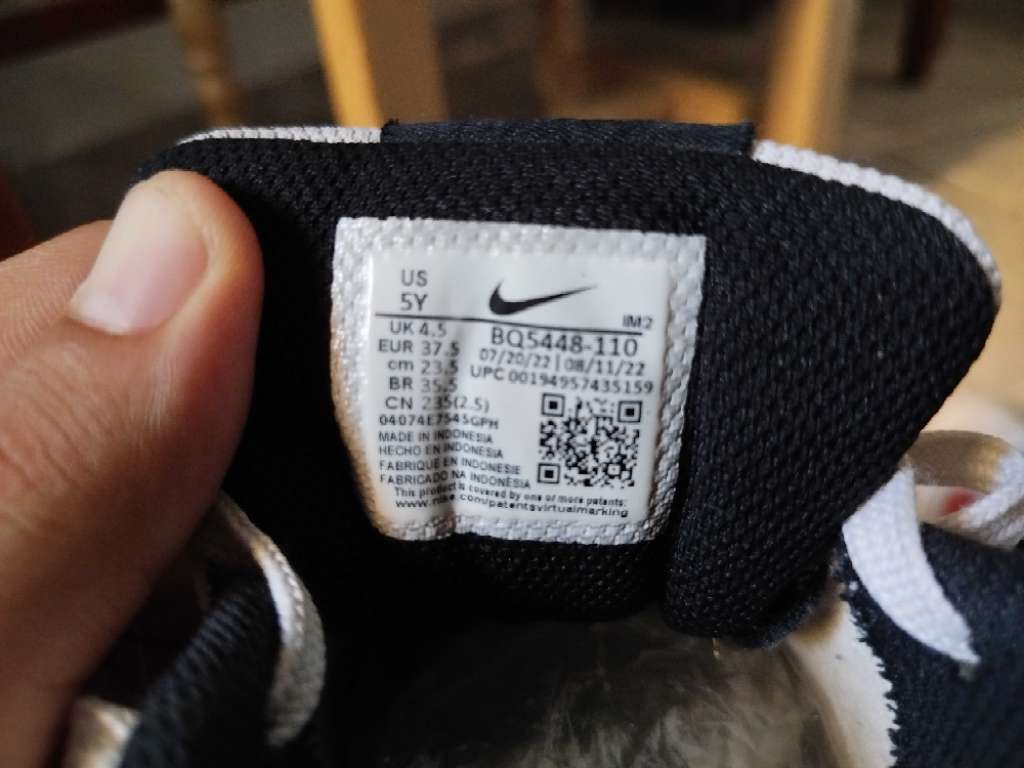 US
5Y
IM2
UK 4.5
EUR 37.5
cm 23.5
BR 35.5
CN 235(2.5)
BQ5448-110
07/20/22 | 08/11/22
UPC 00194957435159
04074E7545GPH
MADE IN INDONESIA
HECHO EN INDONESIA
FABRIQUE EN INDONESIE
FABRICADO NA INDONÉSIA
This product is covered by one of more patents:
www.nike.com/patentsvirtualmarking